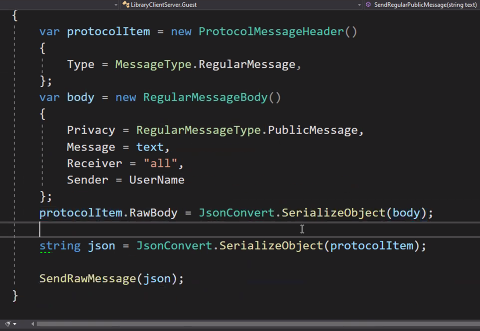 LibraryClientServer.Guest
SendRegularPublicMessage(string text)
{
var protocolItem = new ProtocolMessageHeader()
{
Type = MessageType.RegularMessage,
};
var body = new RegularMessageBody()
{
Privacy = RegularMessageType.PublicMessage,
Message = text,
Receiver = "all",
Sender = UserName
};
protocolItem.RawBody = JsonConvert.SerializeObject(body);
string json = JsonConvert.SerializeObject(protocolItem);
SendRawMessage(json);
}